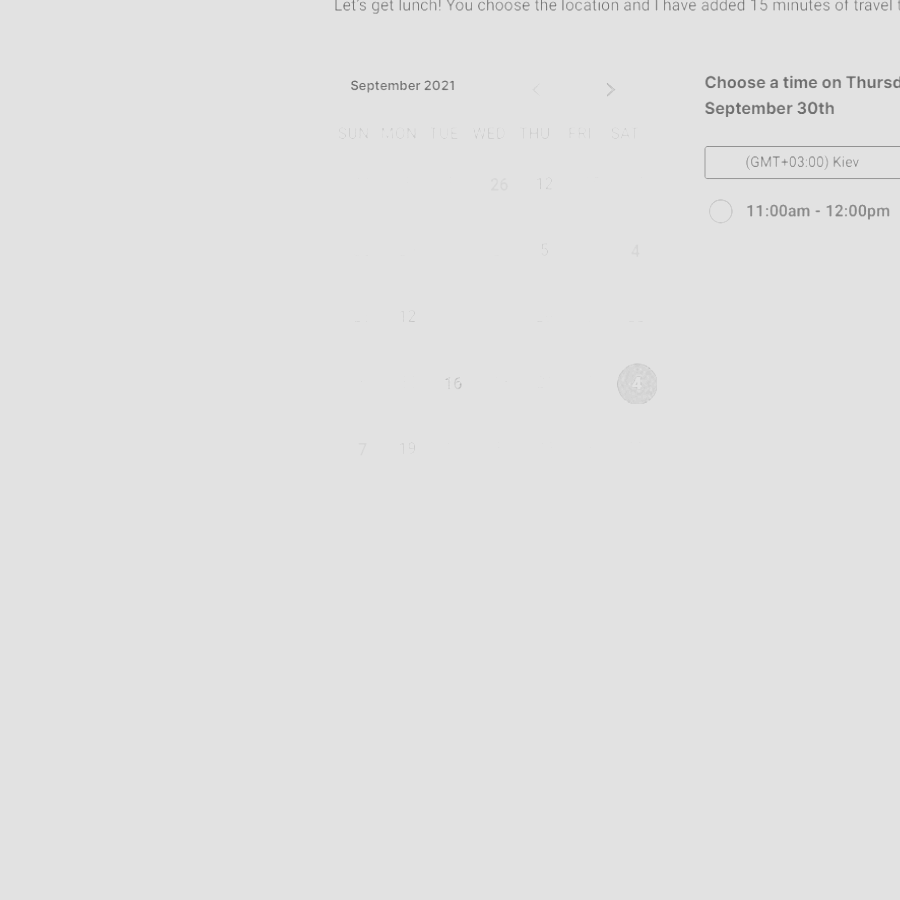 Let's get lunch! You choose the location and I have added 15 minutes of travel
September 2021
SUN MON TUE WED THU FRI SAT
26 12
5 4
12
16 4
7 19
Choose a time on Thursd
September 30th
(GMT+03:00) Kiev
11:00am - 12:00pm